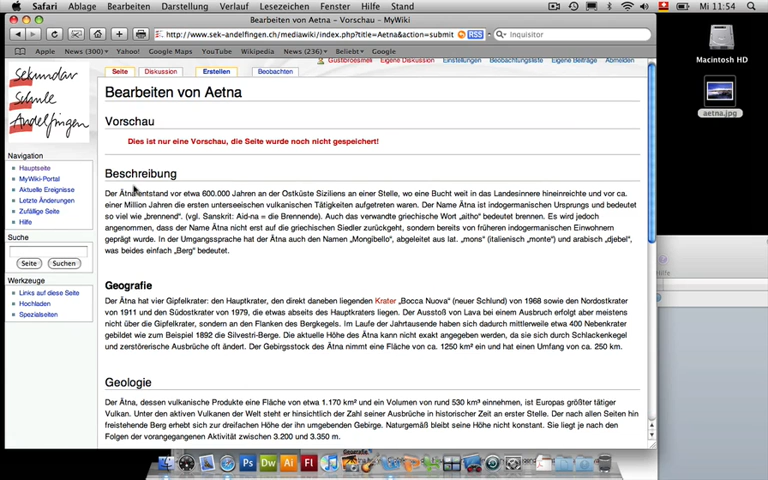 Safari Ablage Bearbeiten Darstellung Verlauf Lesezeichen Fenster Hilfe Stand Mi 11:54
Bearbeiten von Aetna - Vorschau - MyWiki
http://www.sek-andelfingen.ch/mediawiki/index.php?title=Aetna&action=submit RSS Inquisitor
Apple News (300) Yahoo! Google Maps YouTube Wikipedia News (236) Beliebt Google
Gustbroesmeli Eigene Diskussion Einstellungen Beobachtungsliste Eigene Beiträge Abmelden
Seite Diskussion Erstellen Beobachten
Sekundar
Schule
Andelfingen
Macintosh HD
aetna.jpg
Bearbeiten von Aetna
Vorschau
Dies ist nur eine Vorschau, die Seite wurde noch nicht gespeichert!
Navigation
Hauptseite
MyWiki-Portal
Aktuelle Ereignisse
Letzte Änderungen
Zufällige Seite
Hilfe
Suche
Seite Suchen
Werkzeuge
Links auf diese Seite
Hochladen
Spezialseiten
Beschreibung
Der Ätna entstand vor etwa 600.000 Jahren an der Ostküste Siziliens an einer Stelle, wo eine Bucht weit in das Landesinnere hineinreichte und vor ca.
einer Million Jahren die ersten unterseeischen vulkanischen Tätigkeiten aufgetreten waren. Der Name Ätna ist indogermanischen Ursprungs und bedeutet
so viel wie „brennend“. (vgl. Sanskrit: Aid-na = die Brennende). Auch das verwandte griechische Wort „aitho“ bedeutet brennen. Es wird jedoch
angenommen, dass der Name Ätna nicht erst auf die griechischen Siedler zurückgeht, sondern bereits von früheren indogermanischen Einwohnern
geprägt wurde. In der Umgangssprache hat der Ätna auch den Namen „Mongibello“, abgeleitet aus lat. „mons“ (italienisch „monte“) und arabisch „djebel“,
was beides einfach „Berg“ bedeutet.
Geografie
Der Ätna hat vier Gipfelkrater: den Hauptkrater, den direkt daneben liegenden Krater „Bocca Nuova“ (neuer Schlund) von 1968 sowie den Nordostkrater
von 1911 und den Südostkrater von 1979, die etwas abseits des Hauptkraters liegen. Der Ausstoß von Lava bei einem Ausbruch erfolgt aber meistens
nicht über die Gipfelkrater, sondern an den Flanken des Bergkegels. Im Laufe der Jahrtausende haben sich dadurch mittlerweile etwa 400 Nebenkrater
gebildet wie zum Beispiel 1892 die Silvestri-Berge. Die aktuelle Höhe des Ätna kann nicht exakt angegeben werden, da sie sich durch Schlackenkegel
und zerstörerische Ausbrüche oft ändert. Der Gebirgsstock des Ätna nimmt eine Fläche von ca. 1250 km² ein und hat einen Umfang von ca. 250 km.
Geologie
Der Ätna, dessen vulkanische Produkte eine Fläche von etwa 1.170 km² und ein Volumen von rund 530 km³ einnehmen, ist Europas größter tätiger
Vulkan. Unter den aktiven Vulkanen der Welt steht er hinsichtlich der Zahl seiner Ausbrüche in historischer Zeit an erster Stelle. Der nach allen Seiten hin
freistehende Berg erhebt sich zur dreifachen Höhe der ihn umgebenden Gebirge. Naturgemäß bleibt seine Höhe nicht konstant. Sie liegt je nach den
Folgen der vorangegangenen Aktivität zwischen 3.200 und 3.350 m.
Ps Dw Ai Fl